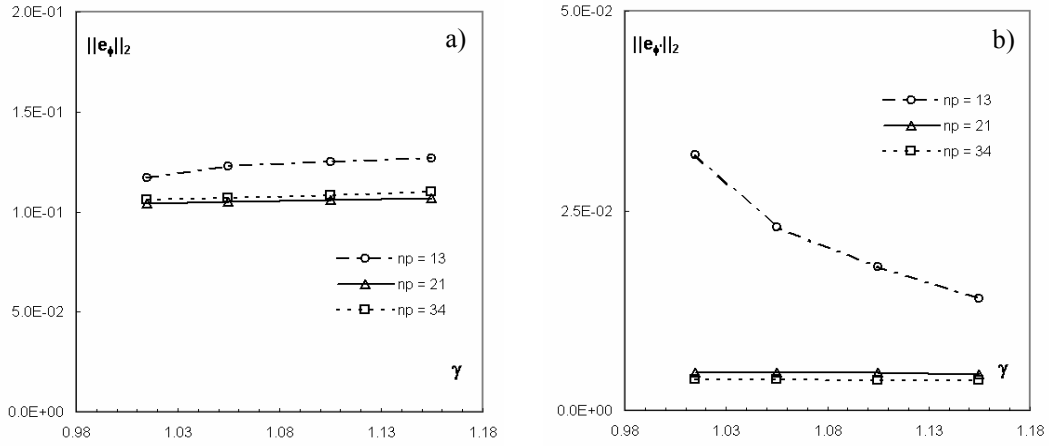 2.0E-01
||eϕ||2
a)
1.5E-01
1.0E-01
np = 13
np = 21
np = 34
5.0E-02
γ
0.0E+00
0.98
1.03
1.08
1.13
1.18
5.0E-02
||eϕ'||2
b)
np = 13
np = 21
np = 34
2.5E-02
γ
0.0E+00
0.98
1.03
1.08
1.13
1.18